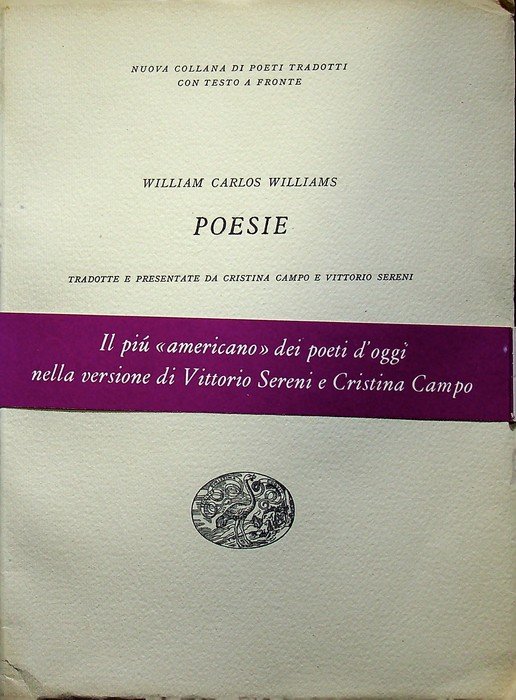 NUOVA COLLANA DI POETI TRADOTTI
CON TESTO A FRONTE
WILLIAM CARLOS WILLIAMS
POESIE
TRADOTTE E PRESENTATE DA CRISTINA CAMPO E VITTORIO SERENI
Il piú «americano» dei poeti d'oggi
nella versione di Vittorio Sereni e Cristina Campo